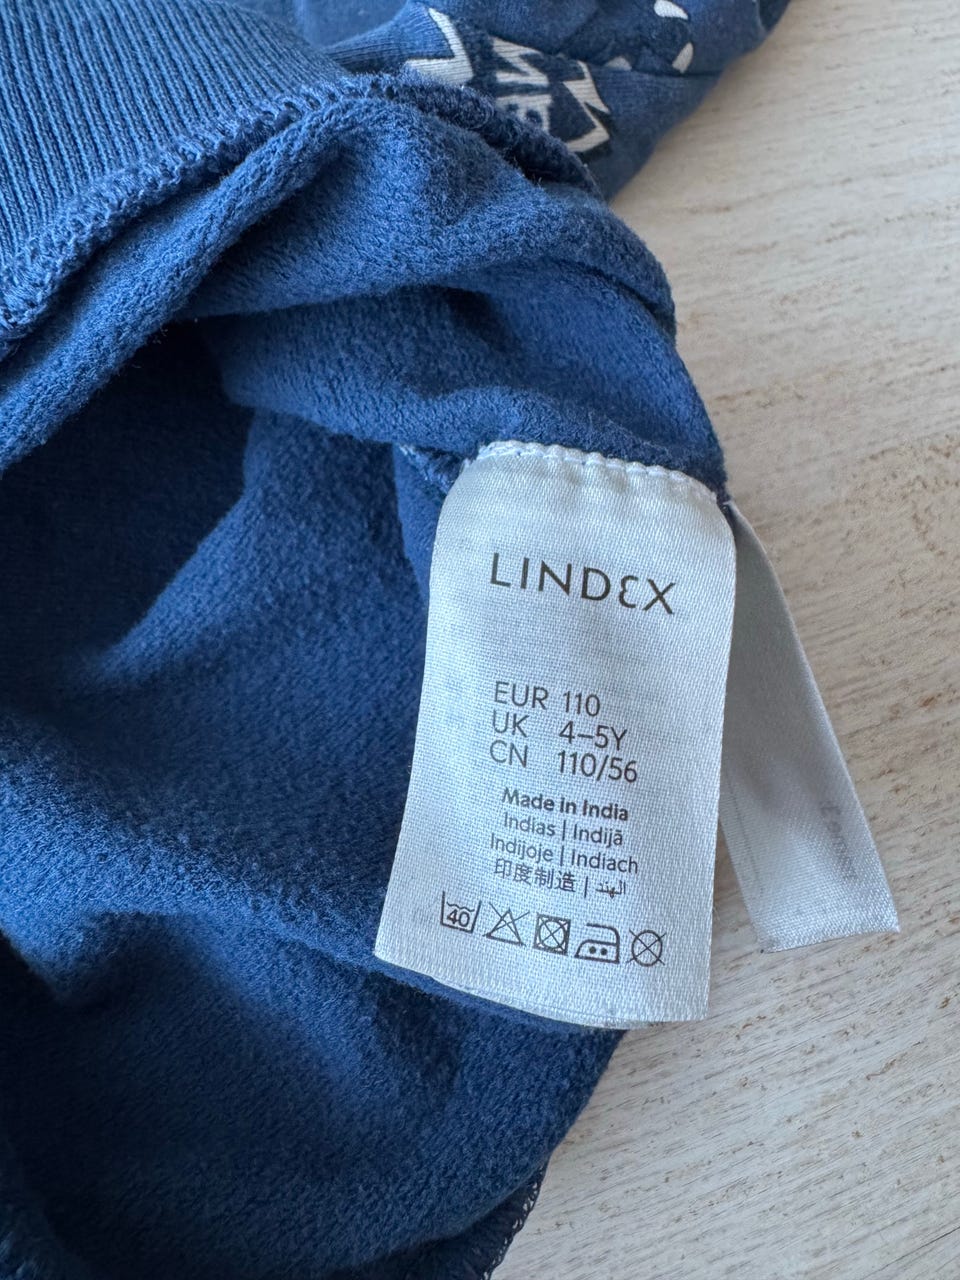 LINDEX
EUR 110
UK 4–5Y
CN 110/56
Made in India
Indias | Indijā
Indijoje | Indiach
印度制造 | الهند
40